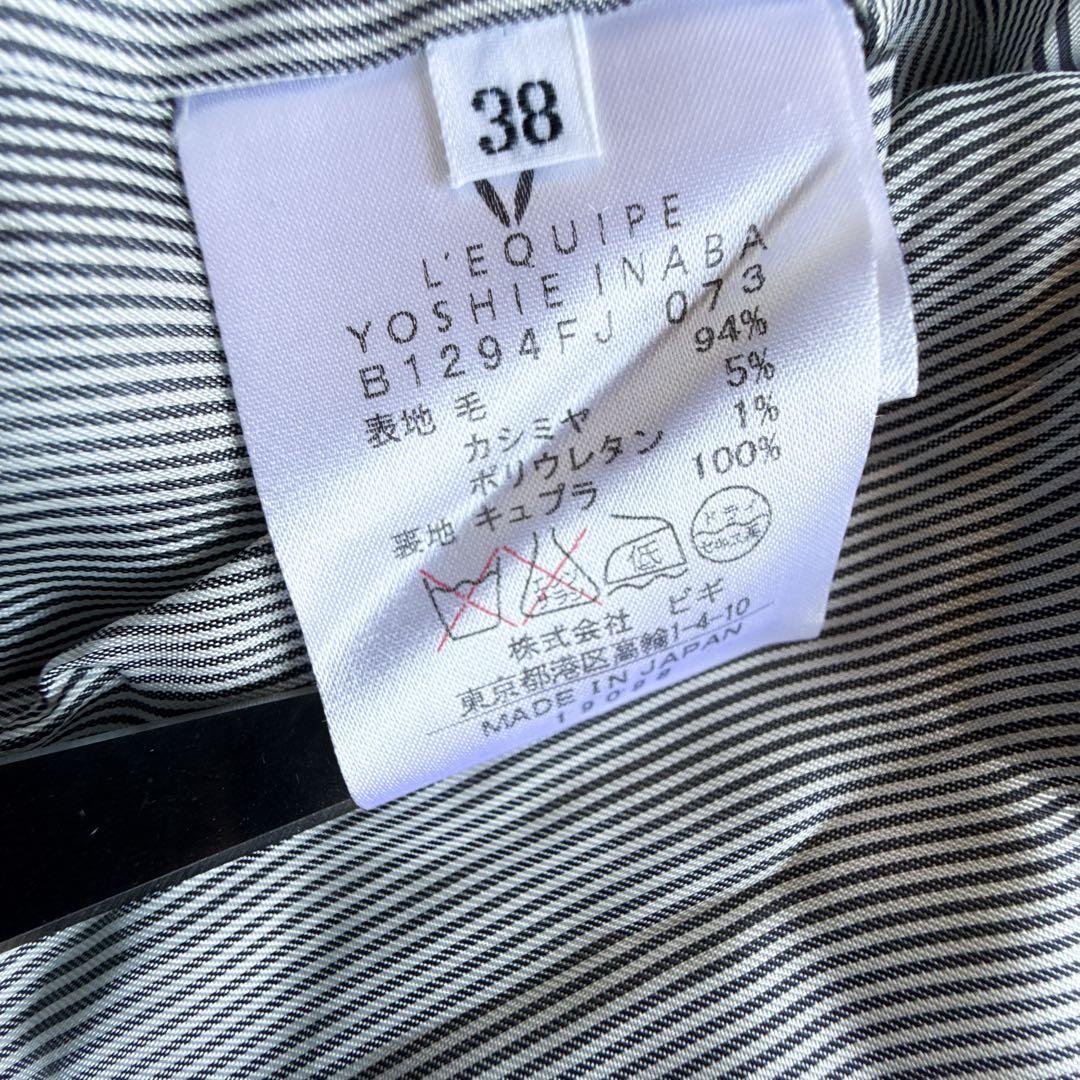 38
L'EQUIPE
YOSHIE INABA
B1294FJ 073
表地 毛 94%
カシミヤ 5%
ポリウレタン 1%
裏地 キュプラ 100%
低
株式会社 ビギ
東京都港区高輪1-4-10
MADE IN JAPAN